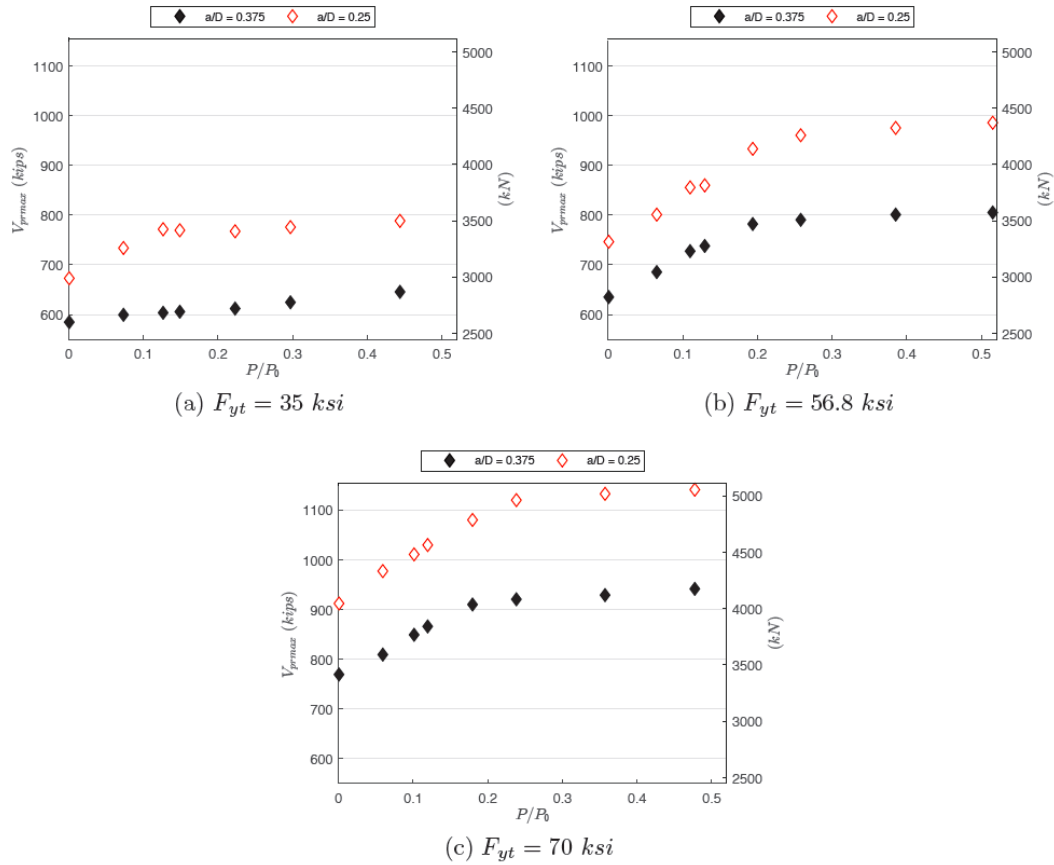 a/D = 0.375 a/D = 0.25
1100
1000
900
800
700
600
V_prmax (kips)
5000
4500
4000
3500
3000
2500
(kN)
0 0.1 0.2 0.3 0.4 0.5
P/P_0
(a) F_yt = 35 ksi
a/D = 0.375 a/D = 0.25
1100
1000
900
800
700
600
V_prmax (kips)
5000
4500
4000
3500
3000
2500
(kN)
0 0.1 0.2 0.3 0.4 0.5
P/P_0
(b) F_yt = 56.8 ksi
a/D = 0.375 a/D = 0.25
1100
1000
900
800
700
600
V_prmax (kips)
5000
4500
4000
3500
3000
2500
(kN)
0 0.1 0.2 0.3 0.4 0.5
P/P_0
(c) F_yt = 70 ksi